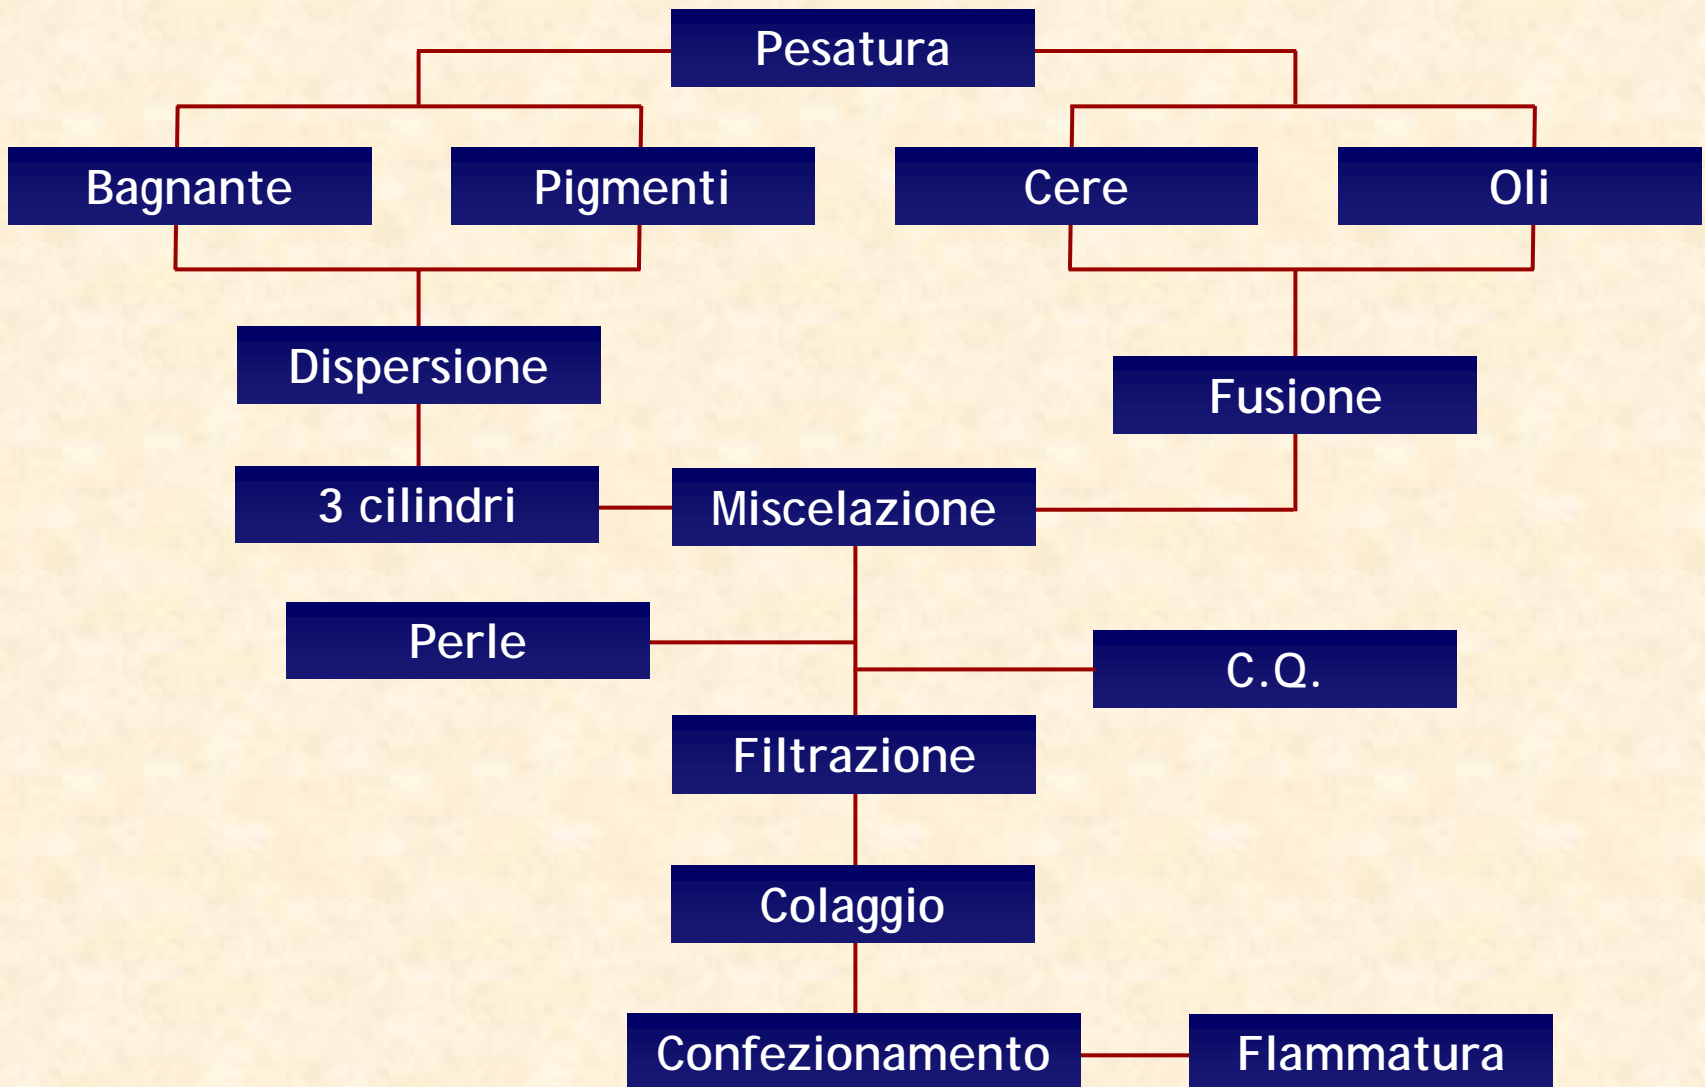 Pesatura
Bagnante
Pigmenti
Cere
Oli
Dispersione
Fusione
3 cilindri
Miscelazione
Perle
C.Q.
Filtrazione
Colaggio
Confezionamento
Flammatura